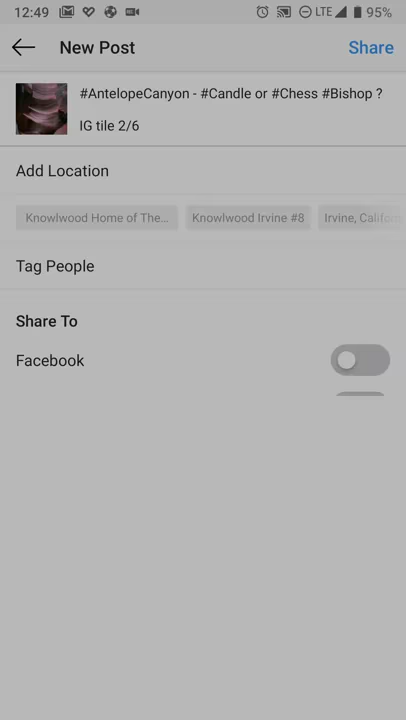 12:49
LTE
95%
New Post
Share
#AntelopeCanyon - #Candle or #Chess #Bishop ?
IG tile 2/6
Add Location
Knowlwood Home of The...
Knowlwood Irvine #8
Irvine, Califor
Tag People
Share To
Facebook